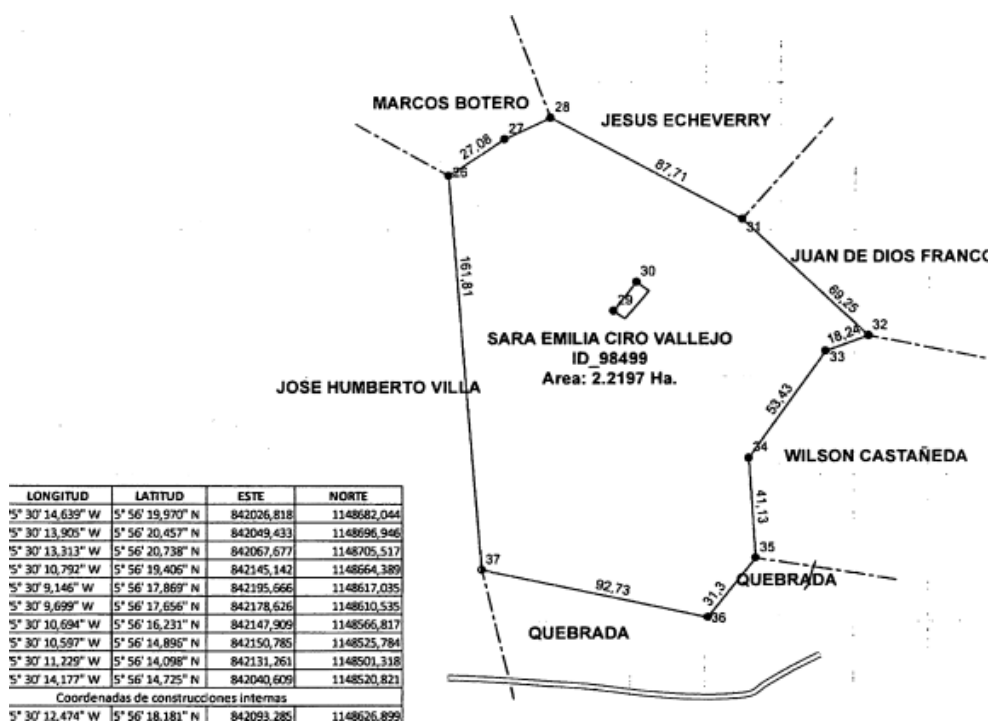 28
MARCOS BOTERO
27
JESUS ECHEVERRY
27,08
26
87,71
31
JUAN DE DIOS FRANCO
161,81
30
29
69,25
32
18,24
33
SARA EMILIA CIRO VALLEJO
ID_98499
Area: 2.2197 Ha.
JOSE HUMBERTO VILLA
53,43
34
WILSON CASTAÑEDA
41,13
35
QUEBRADA
37
92,73
31,3
36
QUEBRADA
LONGITUD LATITUD ESTE NORTE
5° 30' 14,639" W 5° 56' 19,970" N 842026,818 1148682,044
5° 30' 13,905" W 5° 56' 20,457" N 842049,433 1148696,946
5° 30' 13,313" W 5° 56' 20,738" N 842067,677 1148705,517
5° 30' 10,792" W 5° 56' 19,406" N 842145,142 1148664,389
5° 30' 9,146" W 5° 56' 17,869" N 842195,666 1148617,035
5° 30' 9,699" W 5° 56' 17,656" N 842178,626 1148610,535
5° 30' 10,694" W 5° 56' 16,231" N 842147,909 1148566,817
5° 30' 10,597" W 5° 56' 14,896" N 842150,785 1148525,784
5° 30' 11,229" W 5° 56' 14,098" N 842131,261 1148501,318
5° 30' 14,177" W 5° 56' 14,725" N 842040,609 1148520,821
Coordenadas de construcciones internas
5° 30' 12,474" W 5° 56' 18,181" N 842093,285 1148626,899